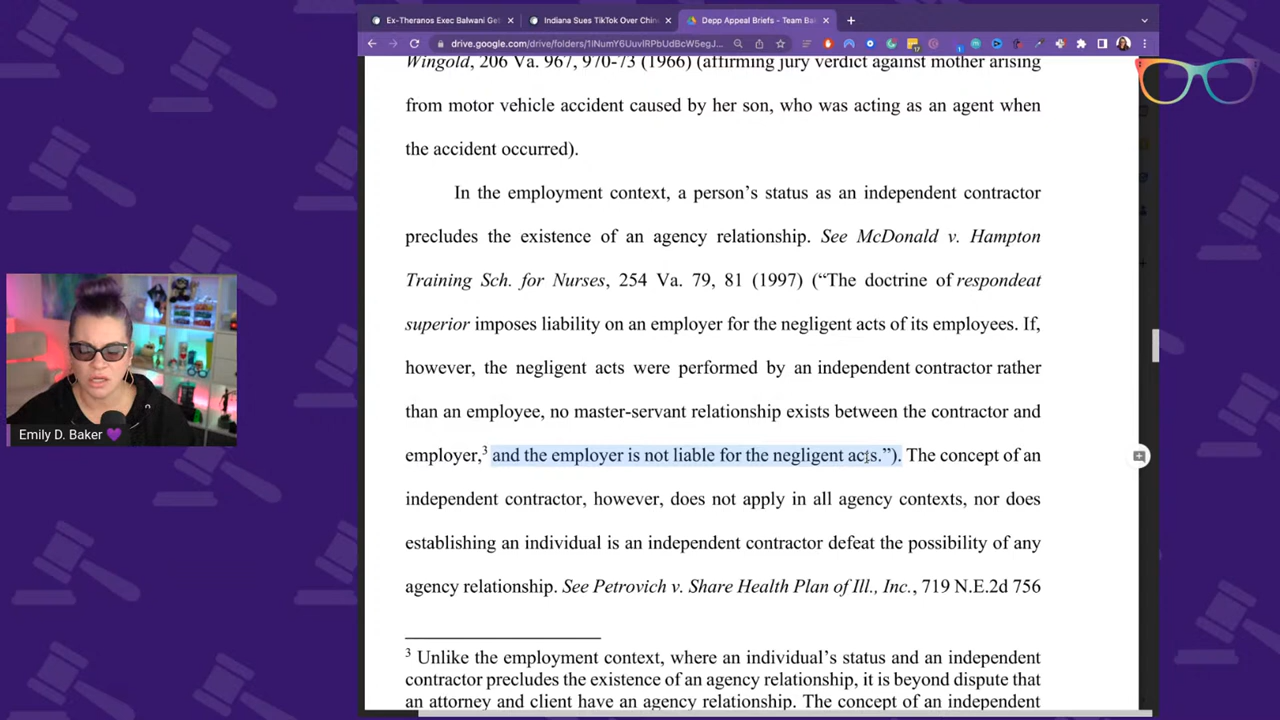 Ex-Theranos Exec Balwani Ge
Indiana Sues TikTok Over Chin
Depp Appeal Briefs - Team Ba
drive.google.com/drive/folders/
Wingold, 206 Va. 967, 970-73 (1966) (affirming jury verdict against mother arising
from motor vehicle accident caused by her son, who was acting as an agent when
the accident occurred).
In the employment context, a person’s status as an independent contractor
precludes the existence of an agency relationship. See McDonald v. Hampton
Training Sch. for Nurses, 254 Va. 79, 81 (1997) (“The doctrine of respondeat
superior imposes liability on an employer for the negligent acts of its employees. If,
however, the negligent acts were performed by an independent contractor rather
than an employee, no master-servant relationship exists between the contractor and
employer,³ and the employer is not liable for the negligent acts.”). The concept of an
independent contractor, however, does not apply in all agency contexts, nor does
establishing an individual is an independent contractor defeat the possibility of any
agency relationship. See Petrovich v. Share Health Plan of Ill., Inc., 719 N.E.2d 756
³ Unlike the employment context, where an individual’s status and an independent
contractor precludes the existence of an agency relationship, it is beyond dispute that
an attorney and client have an agency relationship. The concept of an independent
Emily D. Baker 💜